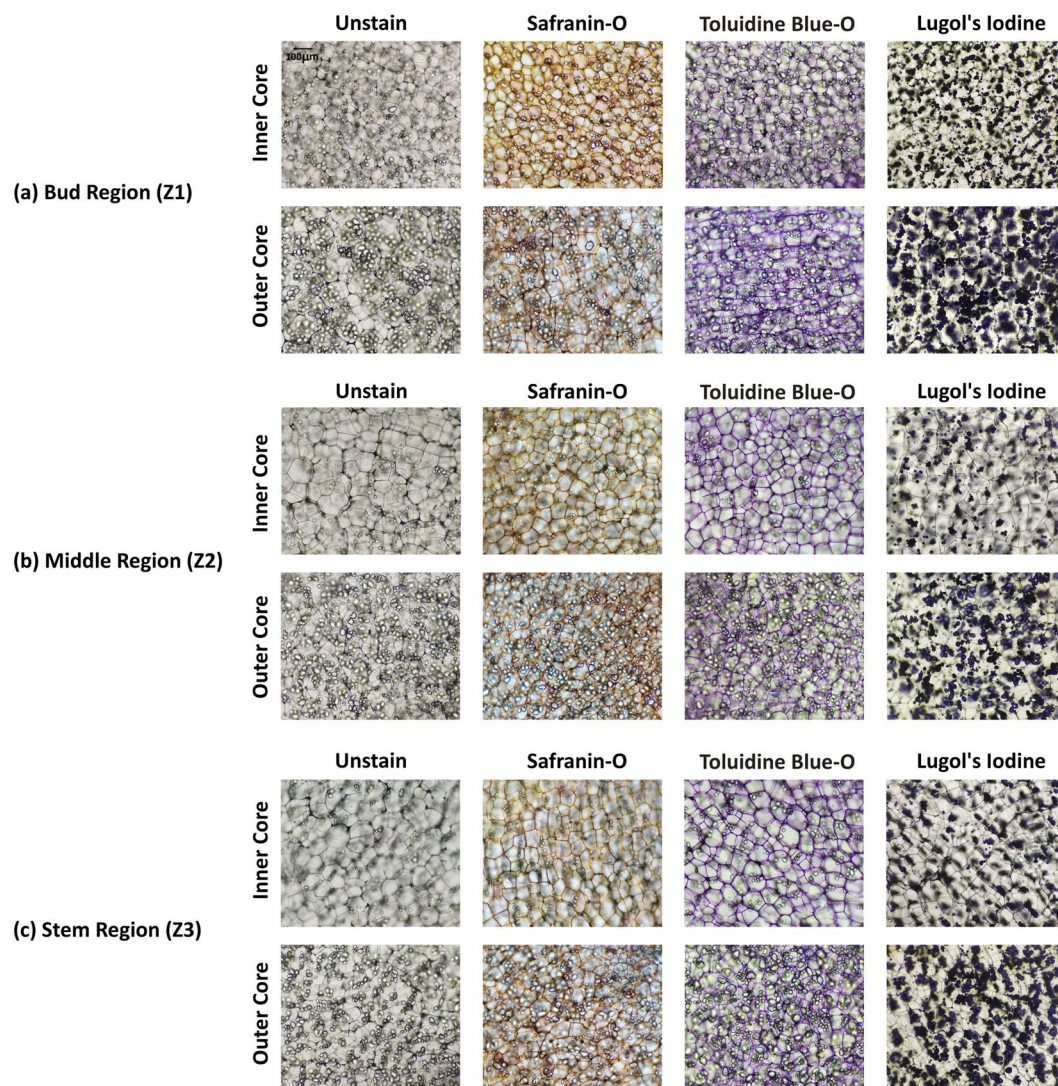 Unstain Safranin-O Toluidine Blue-O Lugol's Iodine
100µm
Inner Core
(a) Bud Region (Z1)
Outer Core
Unstain Safranin-O Toluidine Blue-O Lugol's Iodine
Inner Core
(b) Middle Region (Z2)
Outer Core
Unstain Safranin-O Toluidine Blue-O Lugol's Iodine
Inner Core
(c) Stem Region (Z3)
Outer Core